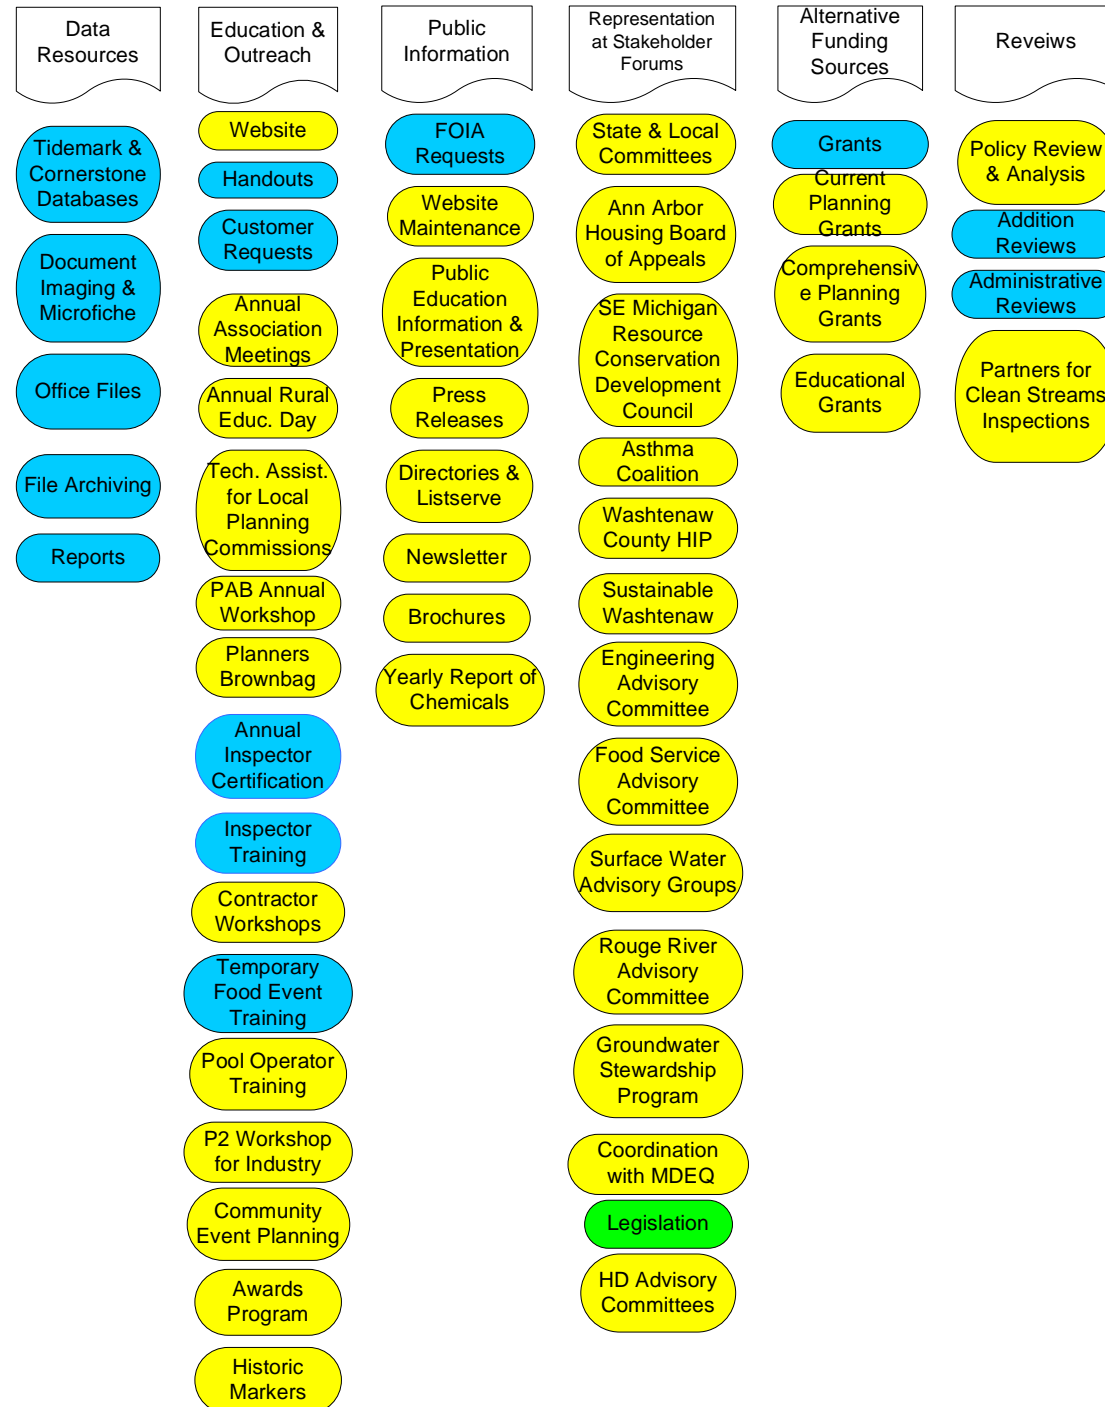 Data
Resources
Education &
Outreach
Public
Information
Representation
at Stakeholder
Forums
Alternative
Funding
Sources
Reveiws
Tidemark &
Cornerstone
Databases
Document
Imaging &
Microfiche
Office Files
File Archiving
Reports
Website
Handouts
Customer
Requests
Annual
Association
Meetings
Annual Rural
Educ. Day
Tech. Assist.
for Local
Planning
Commissions
PAB Annual
Workshop
Planners
Brownbag
Annual
Inspector
Certification
Inspector
Training
Contractor
Workshops
Temporary
Food Event
Training
Pool Operator
Training
P2 Workshop
for Industry
Community
Event Planning
Awards
Program
Historic
Markers
FOIA
Requests
Website
Maintenance
Public
Education
Information &
Presentation
Press
Releases
Directories &
Listserve
Newsletter
Brochures
Yearly Report of
Chemicals
State & Local
Committees
Ann Arbor
Housing Board
of Appeals
SE Michigan
Resource
Conservation
Development
Council
Asthma
Coalition
Washtenaw
County HIP
Sustainable
Washtenaw
Engineering
Advisory
Committee
Food Service
Advisory
Committee
Surface Water
Advisory Groups
Rouge River
Advisory
Committee
Groundwater
Stewardship
Program
Coordination
with MDEQ
Legislation
HD Advisory
Committees
Grants
Current
Planning
Grants
Comprehensiv
e Planning
Grants
Educational
Grants
Policy Review
& Analysis
Addition
Reviews
Administrative
Reviews
Partners for
Clean Streams
Inspections